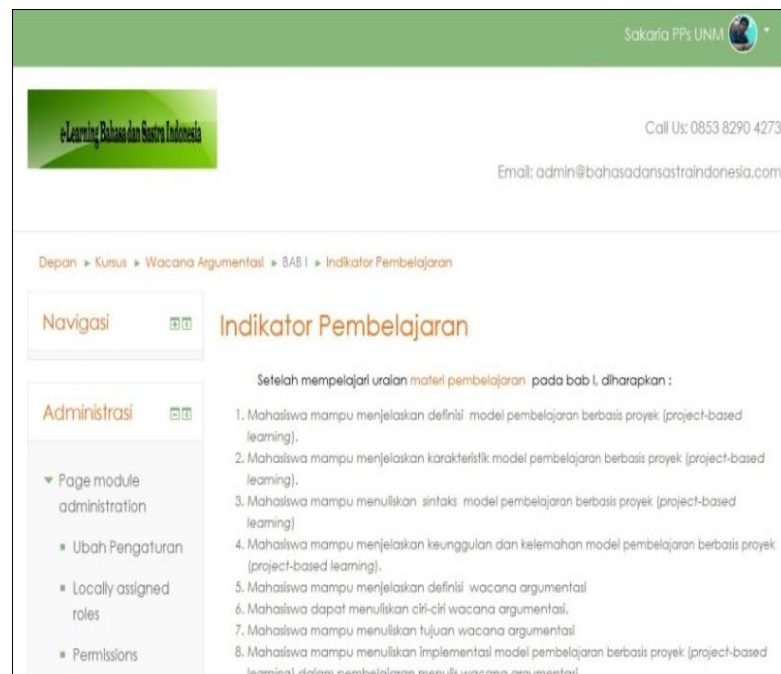 Sakaria PPs UNM
e-Learning Bahasa dan Sastra Indonesia
Call Us: 0853 8290 4273
Email: admin@bahasadansastraindonesia.com
Depan ▸ Kursus ▸ Wacana Argumentasi ▸ BAB I ▸ Indikator Pembelajaran
Navigasi
Administrasi
Page module
administration
Ubah Pengaturan
Locally assigned
roles
Permissions
Indikator Pembelajaran
Setelah mempelajari uraian materi pembelajaran pada bab I, diharapkan :
1. Mahasiswa mampu menjelaskan definisi model pembelajaran berbasis proyek (project-based
learning).
2. Mahasiswa mampu menjelaskan karakteristik model pembelajaran berbasis proyek (project-based
learning).
3. Mahasiswa mampu menuliskan sintaks model pembelajaran berbasis proyek (project-based
learning)
4. Mahasiswa mampu menjelaskan keunggulan dan kelemahan model pembelajaran berbasis proyek
(project-based learning).
5. Mahasiswa mampu menjelaskan definisi wacana argumentasi
6. Mahasiswa dapat menuliskan ciri-ciri wacana argumentasi.
7. Mahasiswa mampu menuliskan tujuan wacana argumentasi
8. Mahasiswa mampu menuliskan implementasi model pembelajaran berbasis proyek (project-based
learning) dalam pembelajaran menulis wacana argumentasi